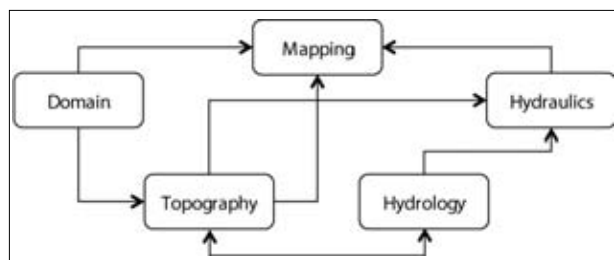 Mapping
Domain
Hydraulics
Topography
Hydrology